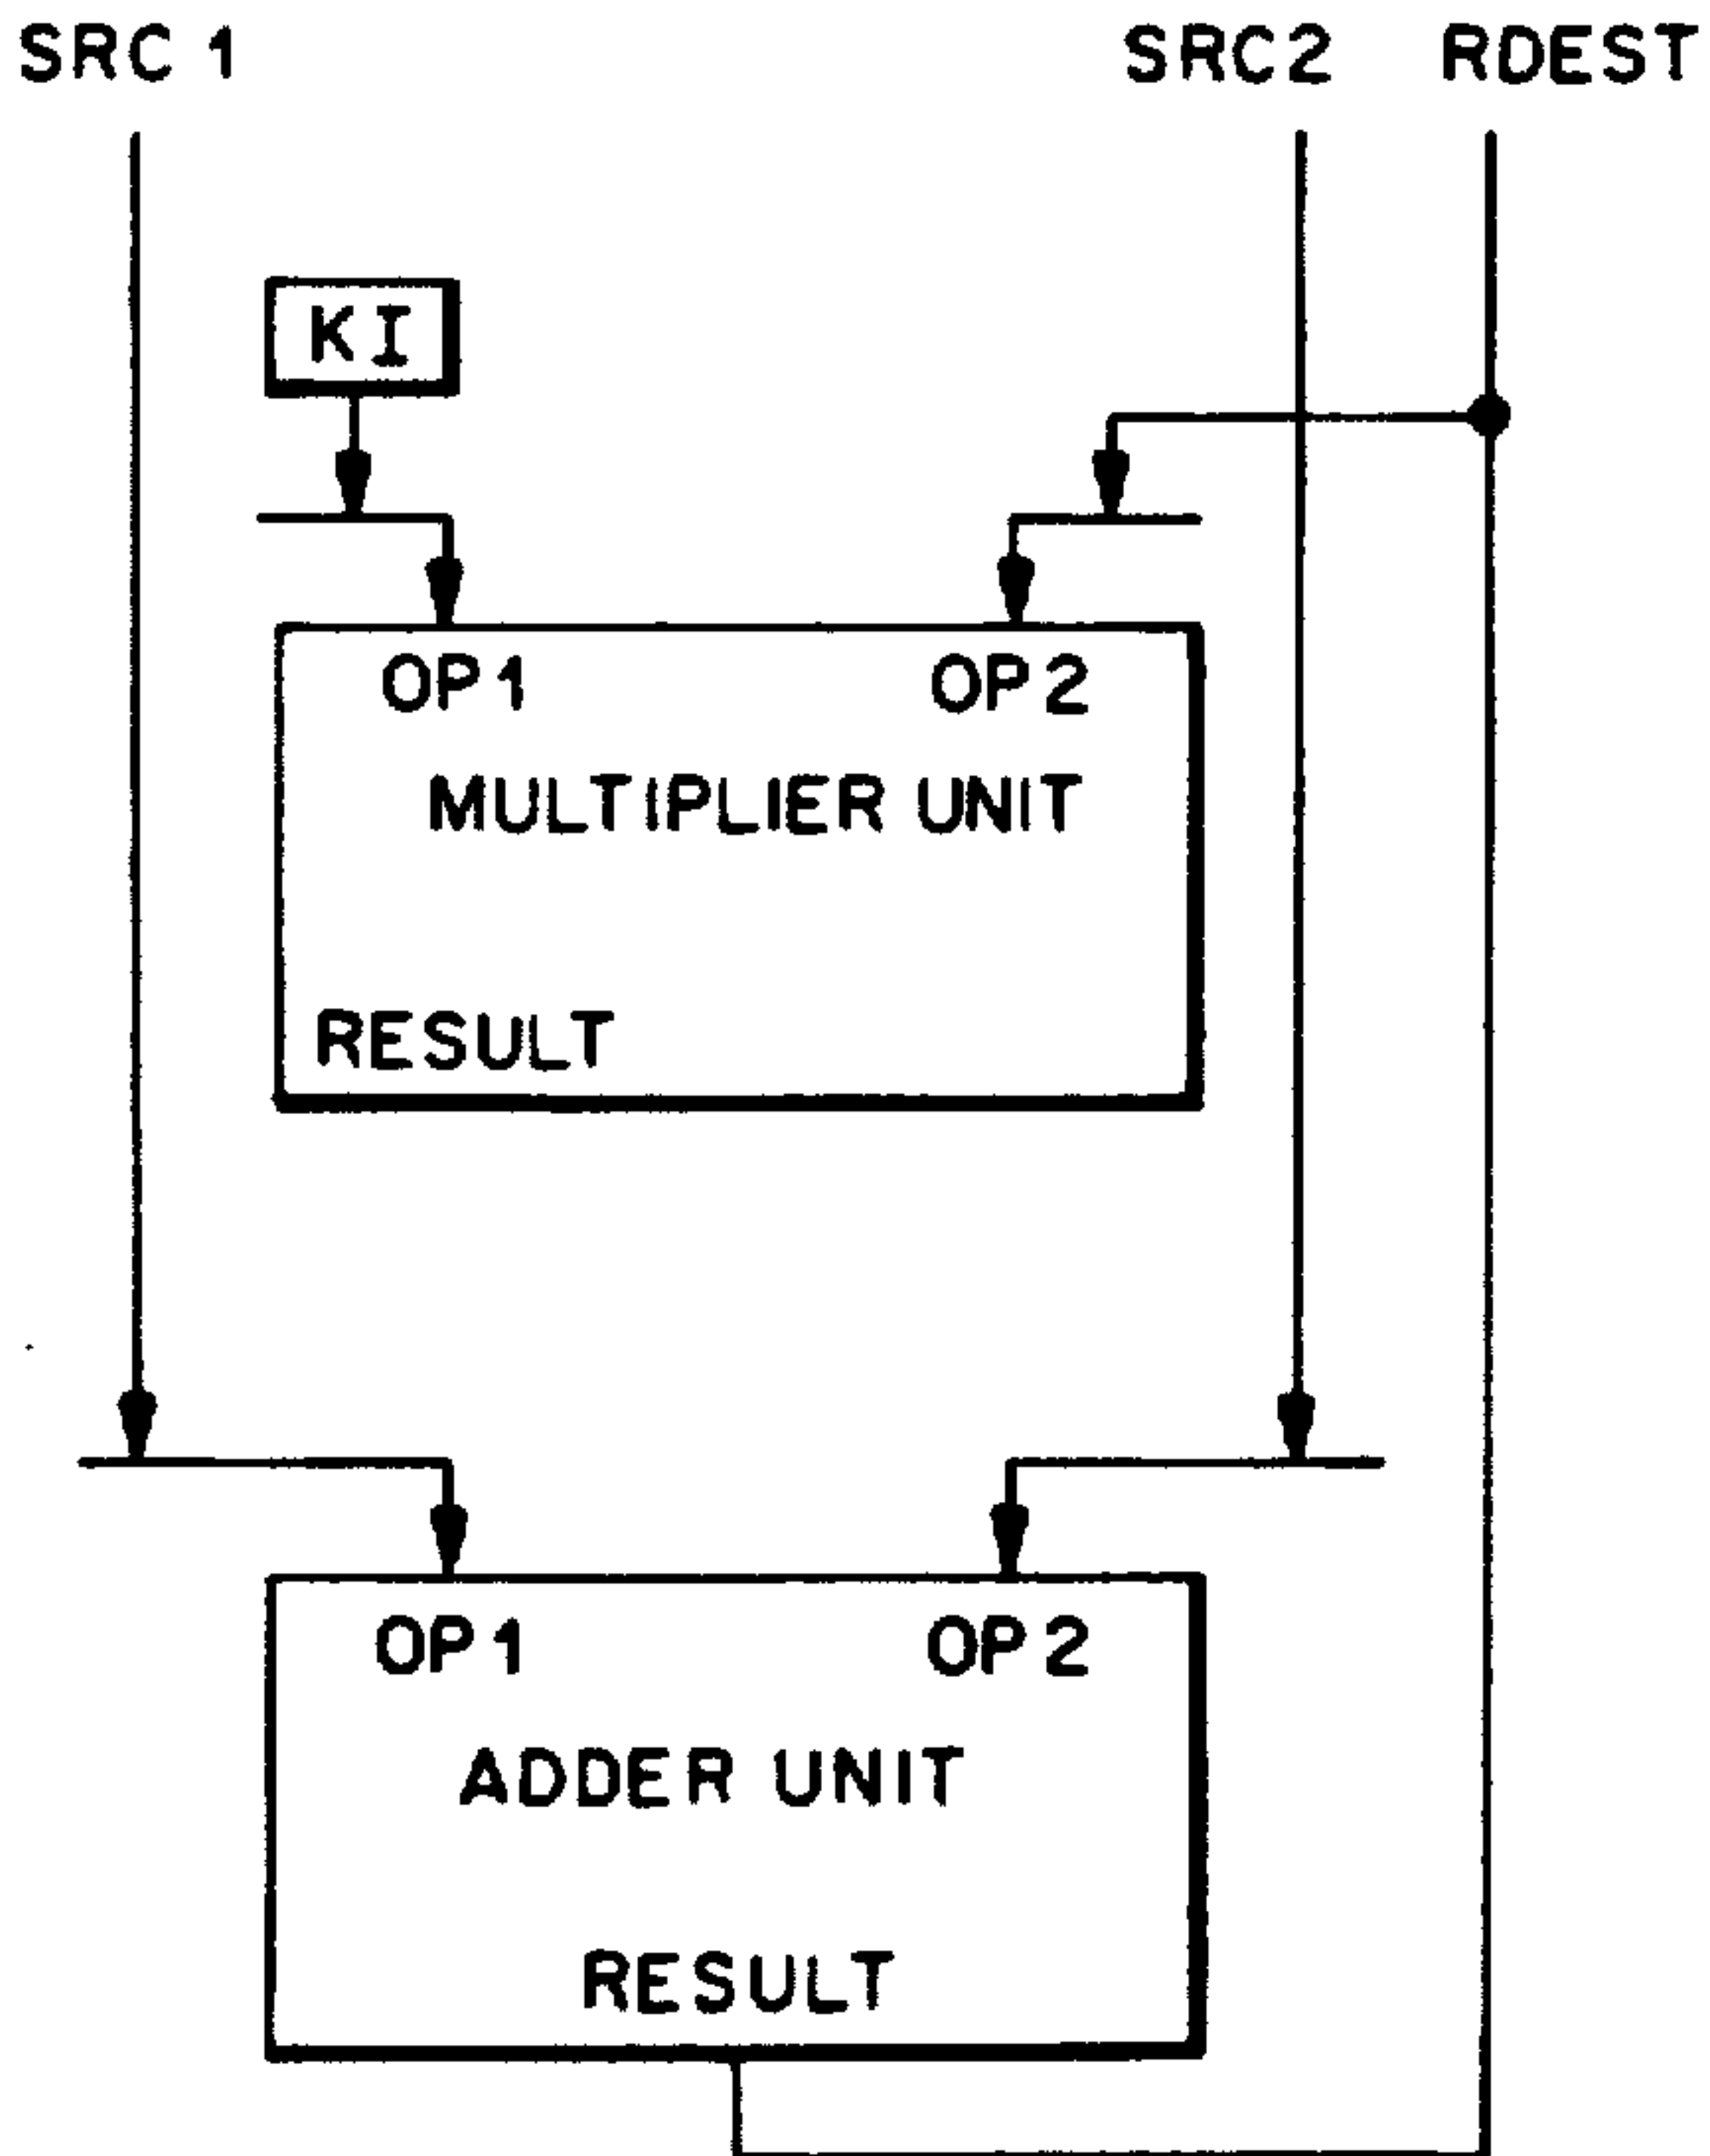 SRC 1 SRC2 RDEST
KI
OP1 OP2
MULTIPLIER UNIT
RESULT
OP1 OP2
ADDER UNIT
RESULT